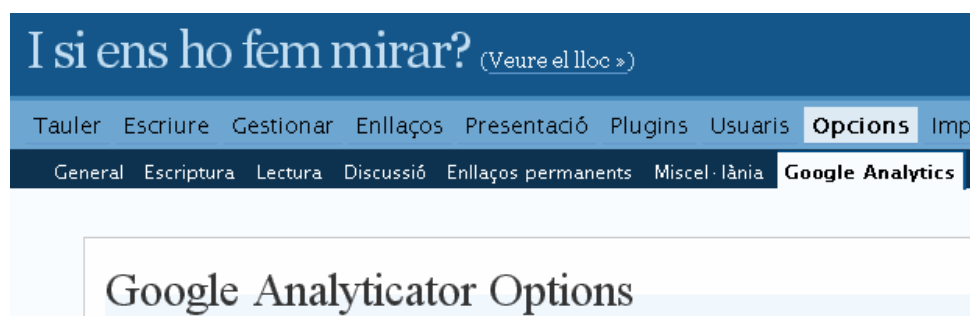 I si ens ho fem mirar? (Veure el lloc »)
Tauler Escriure Gestionar Enllaços Presentació Plugins Usuaris Opcions Imp
General Escriptura Lectura Discussió Enllaços permanents Miscel·lània Google Analytics
Google Analyticator Options